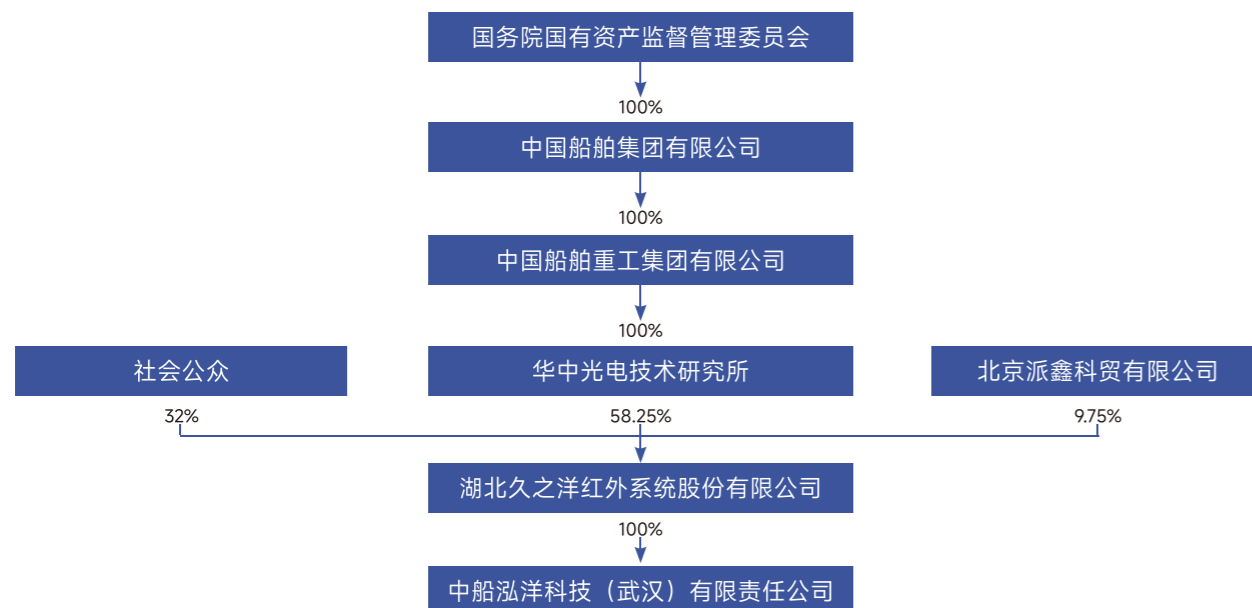 国务院国有资产监督管理委员会
100%
中国船舶集团有限公司
100%
中国船舶重工集团有限公司
100%
社会公众
华中光电技术研究所
北京派鑫科贸有限公司
32%
58.25%
9.75%
湖北久之洋红外系统股份有限公司
100%
中船泓洋科技（武汉）有限责任公司